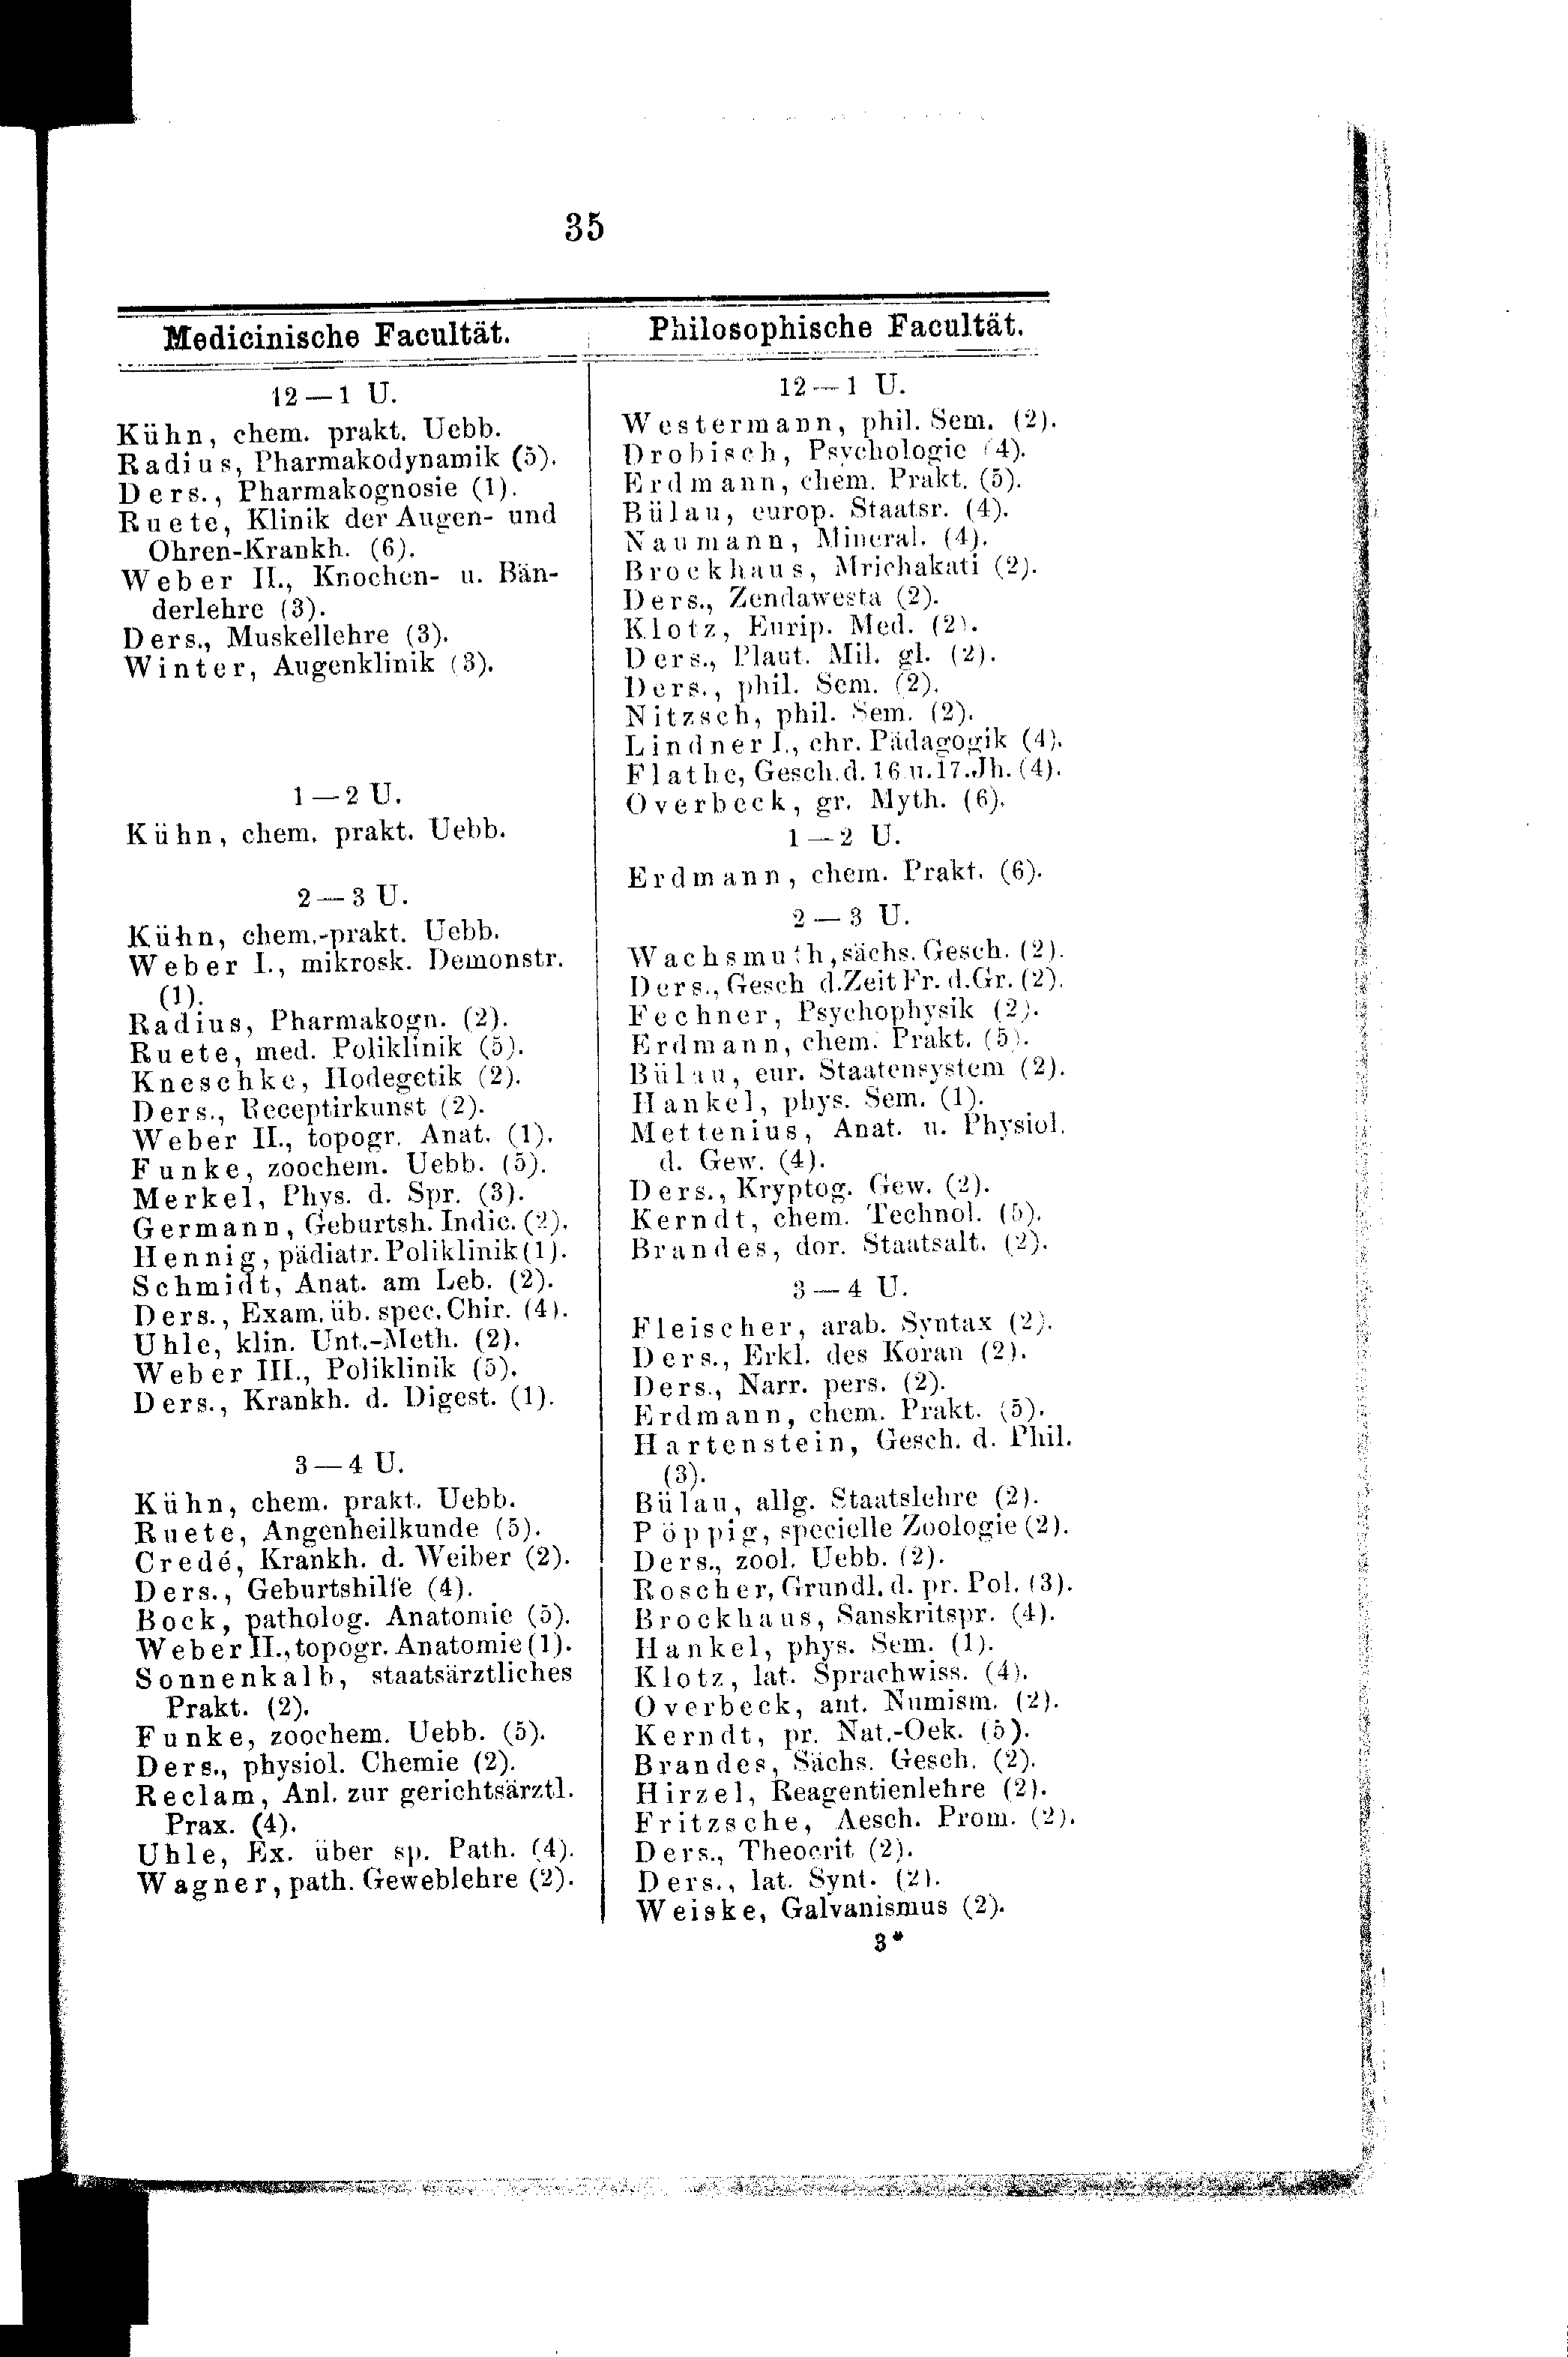 35
Medicinische Facultät.
12—1 U.
Kühn, chem. prakt. Uebb.
Radius, Pharmakodynamik (5).
Ders., Pharmakognosie (1).
Ruete, Klinik der Augen- und
Ohren-Krankh. (6).
Weber II., Knochen- u. Bän-
derlehre (3).
Ders., Muskellehre (3).
Winter, Augenklinik (3).
1—2 U.
Kühn, chem. prakt. Uebb.
2—3 U.
Kühn, chem.-prakt. Uebb.
Weber I., mikrosk. Demonstr.
(1).
Radius, Pharmakogn. (2).
Ruete, med. Poliklinik (5).
Kneschke, Hodegetik (2).
Ders., Receptirkunst (2).
Weber II., topogr. Anat. (1).
Funke, zoochem. Uebb. (5).
Merkel, Phys. d. Spr. (3).
Germann, Geburtsh. Indic. (2).
Hennig, pädiatr. Poliklinik (1).
Schmidt, Anat. am Leb. (2).
Ders., Exam. üb. spec. Chir. (4).
Uhle, klin. Unt.-Meth. (2).
Weber III., Poliklinik (5).
Ders., Krankh. d. Digest. (1).
3—4 U.
Kühn, chem. prakt. Uebb.
Ruete, Angenheilkunde (5).
Credé, Krankh. d. Weiber (2).
Ders., Geburtshilfe (4).
Bock, patholog. Anatomie (5).
Weber II., topogr. Anatomie (1).
Sonnenkalb, staatsärztliches
Prakt. (2).
Funke, zoochem. Uebb. (5).
Ders., physiol. Chemie (2).
Reclam, Anl. zur gerichtsärztl.
Prax. (4).
Uhle, Ex. über sp. Path. (4).
Wagner, path. Geweblehre (2).
Philosophische Facultät.
12—1 U.
Westermann, phil. Sem. (2).
Drobisch, Psychologie (4).
Erdmann, chem. Prakt. (5).
Bülau, europ. Staatsr. (4).
Naumann, Mineral. (4).
Brockhaus, Mrichakati (2).
Ders., Zendawesta (2).
Klotz, Eurip. Med. (2).
Ders., Plaut. Mil. gl. (2).
Ders., phil. Sem. (2).
Nitzsch, phil. Sem. (2).
Lindner I., chr. Pädagogik (4).
Flathe, Gesch. d. 16 u. 17. Jh. (4).
Overbeck, gr. Myth. (6).
1—2 U.
Erdmann, chem. Prakt. (6).
2—3 U.
Wachsmuth, sächs. Gesch. (2).
Ders., Gesch d. Zeit Fr. d. Gr. (2).
Fechner, Psychophysik (2).
Erdmann, chem. Prakt. (5).
Bülau, eur. Staatensystem (2).
Hankel, phys. Sem. (1).
Mettenius, Anat. u. Physiol.
d. Gew. (4).
Ders., Kryptog. Gew. (2).
Kerndt, chem. Technol. (5).
Brandes, dor. Staatsalt. (2).
3—4 U.
Fleischer, arab. Syntax (2).
Ders., Erkl. des Koran (2).
Ders., Narr. pers. (2).
Erdmann, chem. Prakt. (5).
Hartenstein, Gesch. d. Phil.
(3).
Bülau, allg. Staatslehre (2).
Pöppig, specielle Zoologie (2).
Ders., zool. Uebb. (2).
Roscher, Grundl. d. pr. Pol. (3).
Brockhaus, Sanskritspr. (4).
Hankel, phys. Sem. (1).
Klotz, lat. Sprachwiss. (4).
Overbeck, ant. Numism. (2).
Kerndt, pr. Nat.-Oek. (5).
Brandes, Sächs. Gesch. (2).
Hirzel, Reagentienlehre (2).
Fritzsche, Aesch. Prom. (2).
Ders., Theocrit (2).
Ders., lat. Synt. (2).
Weiske, Galvanismus (2).
3*